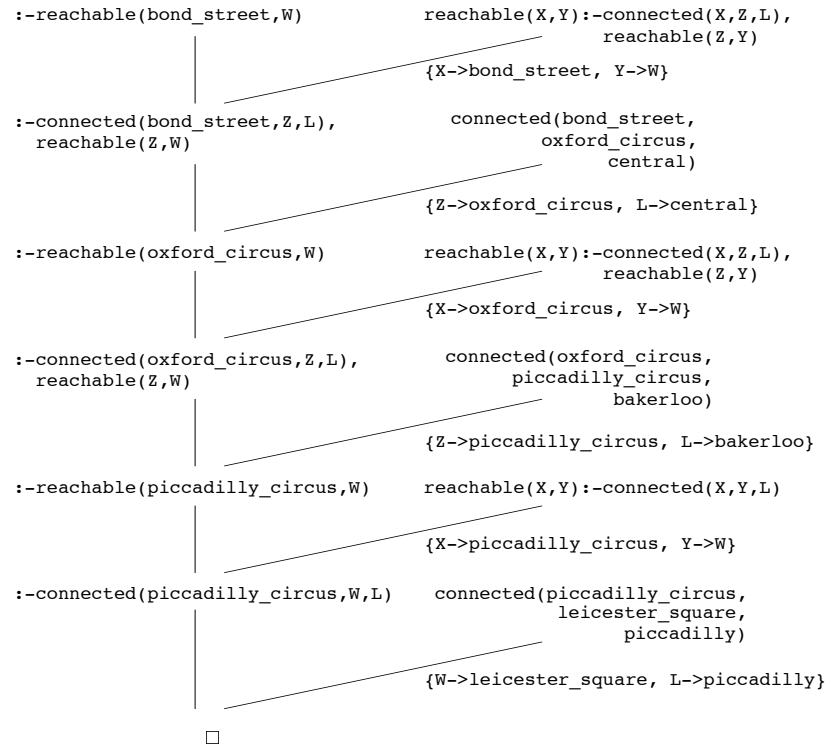 :-reachable(bond_street,W) reachable(X,Y):-connected(X,Z,L),
reachable(Z,Y)
{X->bond_street, Y->W}
:-connected(bond_street,Z,L), connected(bond_street,
reachable(Z,W) oxford_circus,
central)
{Z->oxford_circus, L->central}
:-reachable(oxford_circus,W) reachable(X,Y):-connected(X,Z,L),
reachable(Z,Y)
{X->oxford_circus, Y->W}
:-connected(oxford_circus,Z,L), connected(oxford_circus,
reachable(Z,W) piccadilly_circus,
bakerloo)
{Z->piccadilly_circus, L->bakerloo}
:-reachable(piccadilly_circus,W) reachable(X,Y):-connected(X,Y,L)
{X->piccadilly_circus, Y->W}
:-connected(piccadilly_circus,W,L) connected(piccadilly_circus,
leicester_square,
piccadilly)
{W->leicester_square, L->piccadilly}